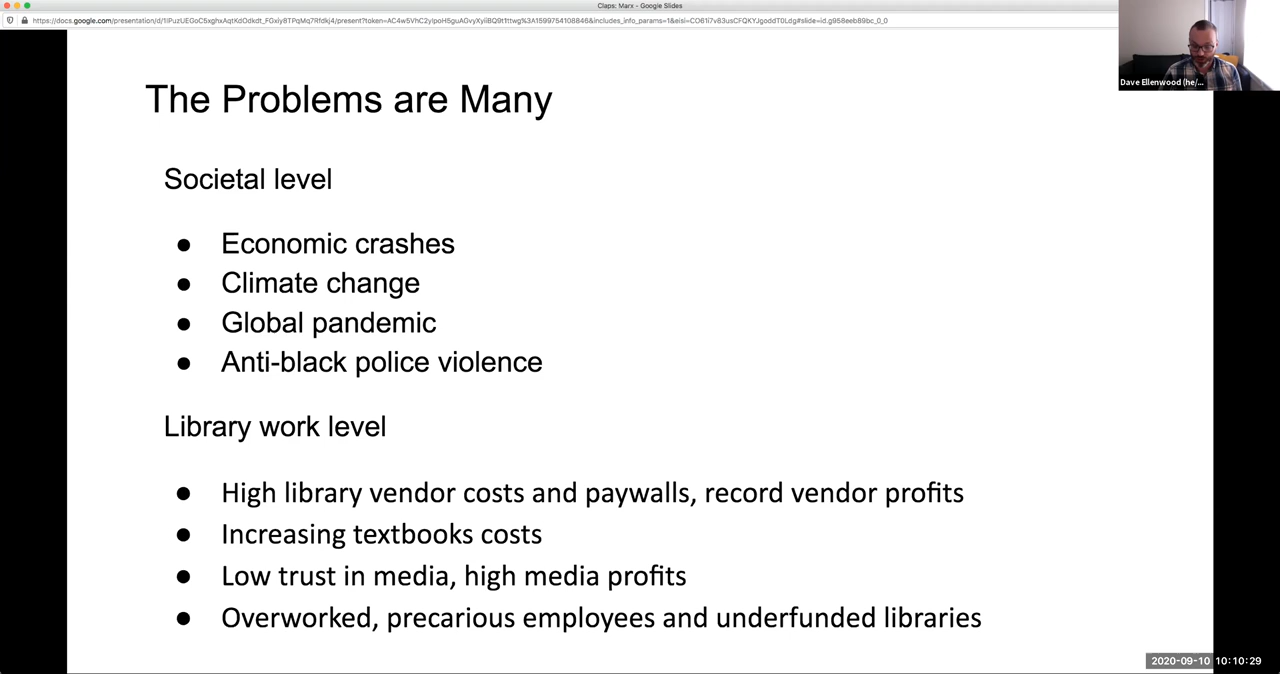 Claps: Marx - Google Slides
The Problems are Many
Dave Ellenwood (he/...
Societal level
● Economic crashes
● Climate change
● Global pandemic
● Anti-black police violence
Library work level
● High library vendor costs and paywalls, record vendor profits
● Increasing textbooks costs
● Low trust in media, high media profits
● Overworked, precarious employees and underfunded libraries
2020-09-10 10:10:29